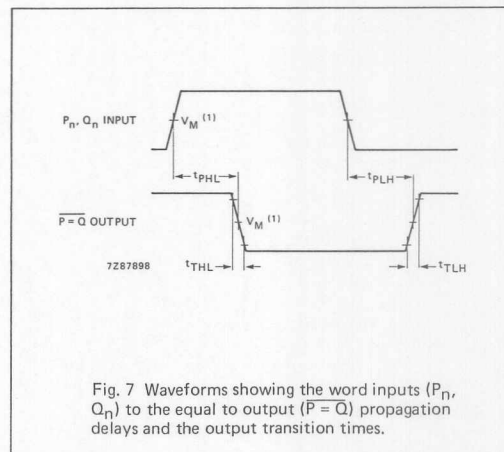 Pn, Qn INPUT
VM (1)
tPHL
tPLH
P = Q OUTPUT
VM (1)
7Z87898
tTHL
tTLH
Fig. 7 Waveforms showing the word inputs (Pn,
Qn) to the equal to output (P = Q) propagation
delays and the output transition times.